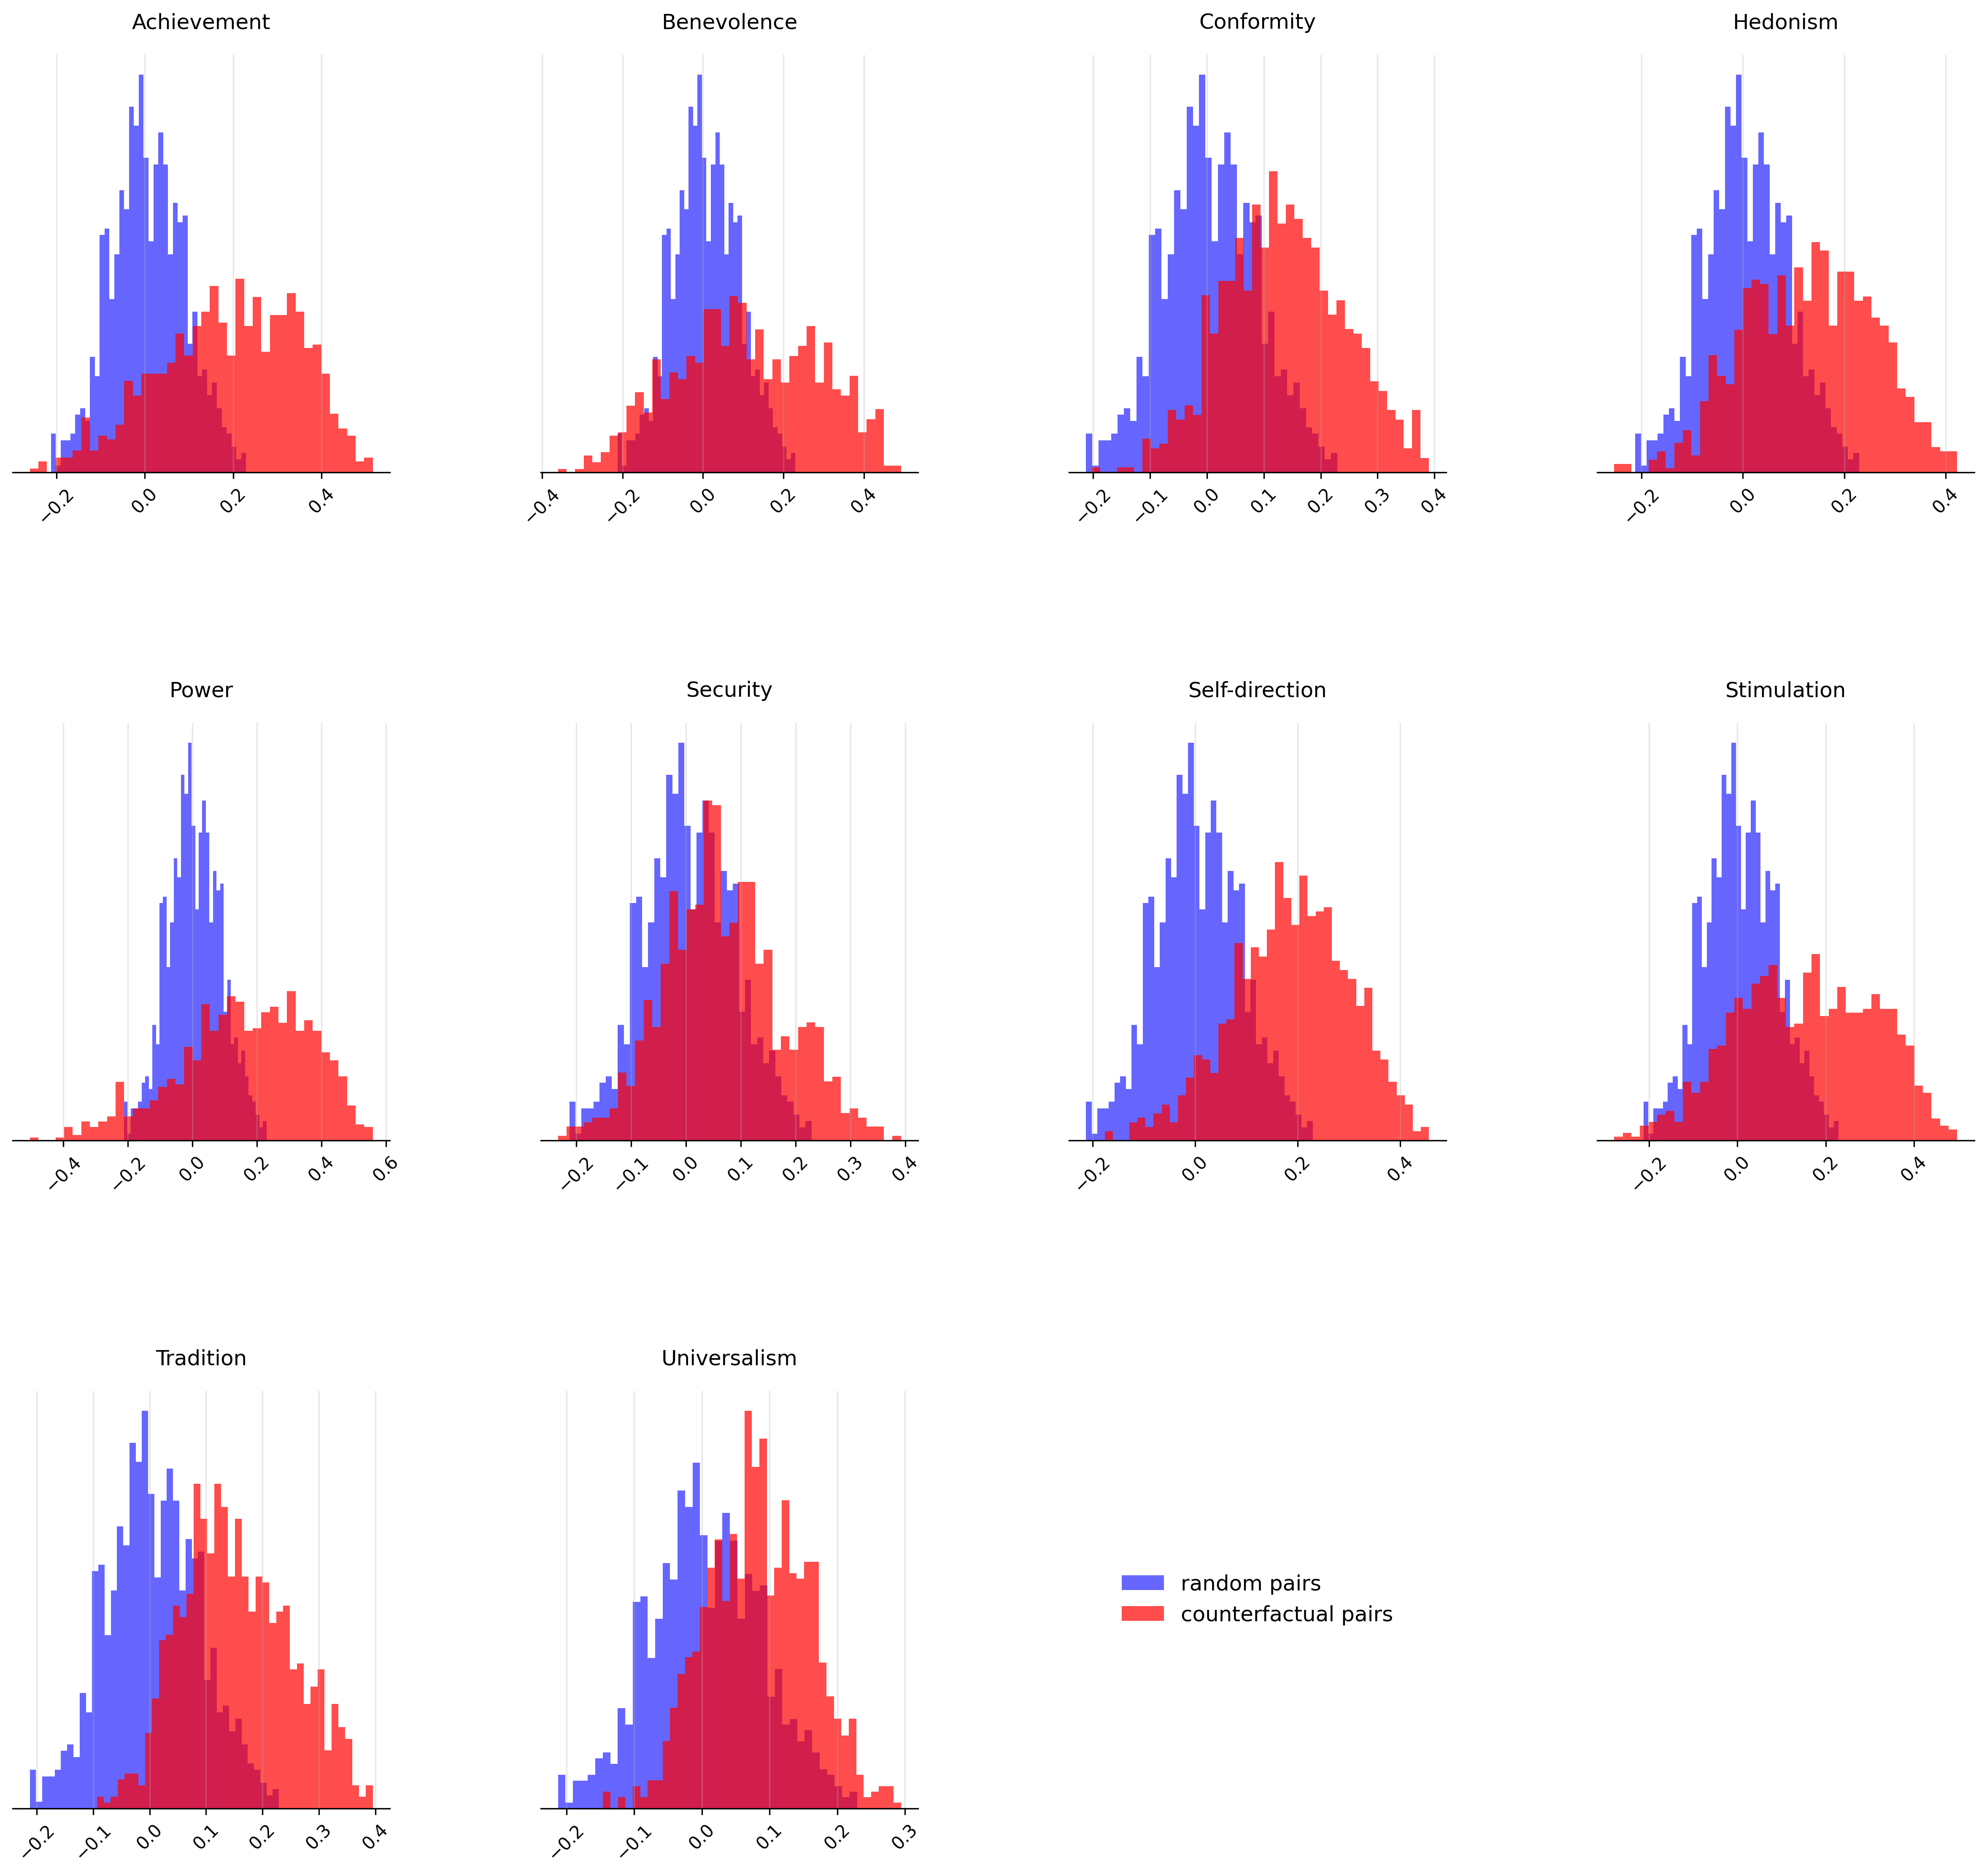 Achievement Benevolence Conformity Hedonism
−0.2 0.0 0.2 0.4 −0.4 −0.2 0.0 0.2 0.4 −0.2 −0.1 0.0 0.1 0.2 0.3 0.4 −0.2 0.0 0.2 0.4
Power Security Self-direction Stimulation
−0.4 −0.2 0.0 0.2 0.4 0.6 −0.2 −0.1 0.0 0.1 0.2 0.3 0.4 −0.2 0.0 0.2 0.4 −0.2 0.0 0.2 0.4
Tradition Universalism
random pairs
counterfactual pairs
−0.2 −0.1 0.0 0.1 0.2 0.3 0.4 −0.2 −0.1 0.0 0.1 0.2 0.3